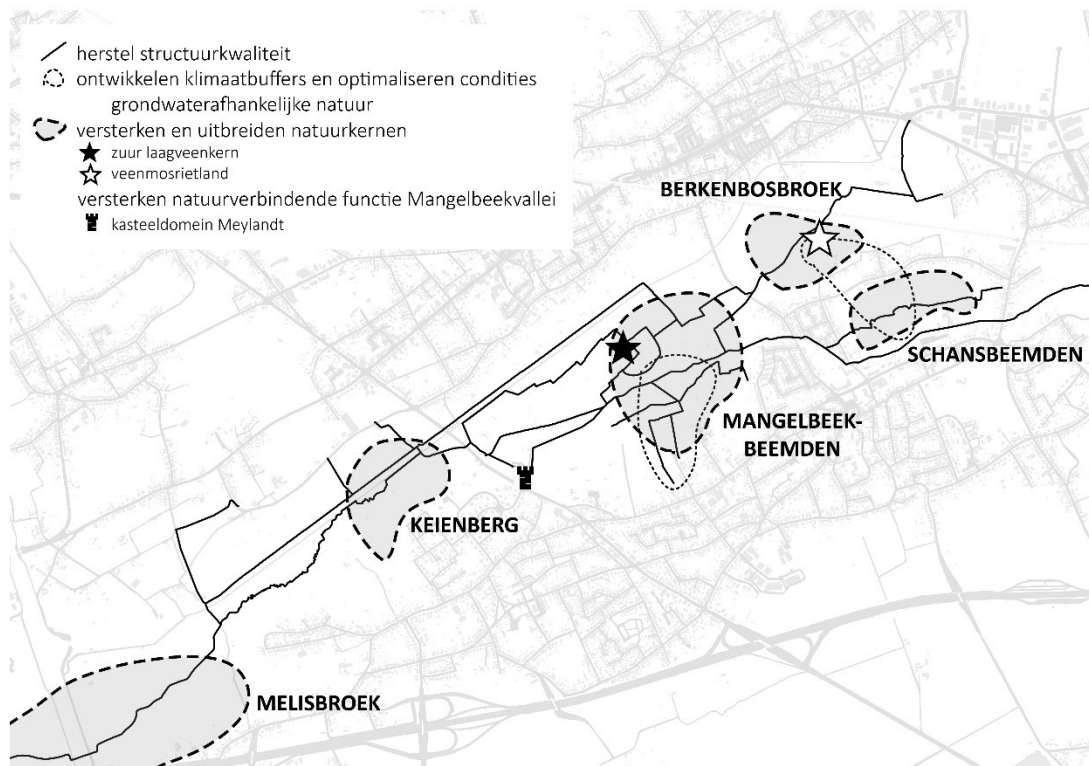 herstel structuurkwaliteit
ontwikkelen klimaatbuffers en optimaliseren condities
grondwaterafhankelijke natuur
versterken en uitbreiden natuurkernen
zuur laagveenkern
veenmosrietland
versterken natuurverbindende functie Mangelbeekvallei
kasteeldomein Meylandt
BERKENBOSBROEK
SCHANSBEEMDEN
MANGELBEEK-
BEEMDEN
KEIENBERG
MELISBROEK